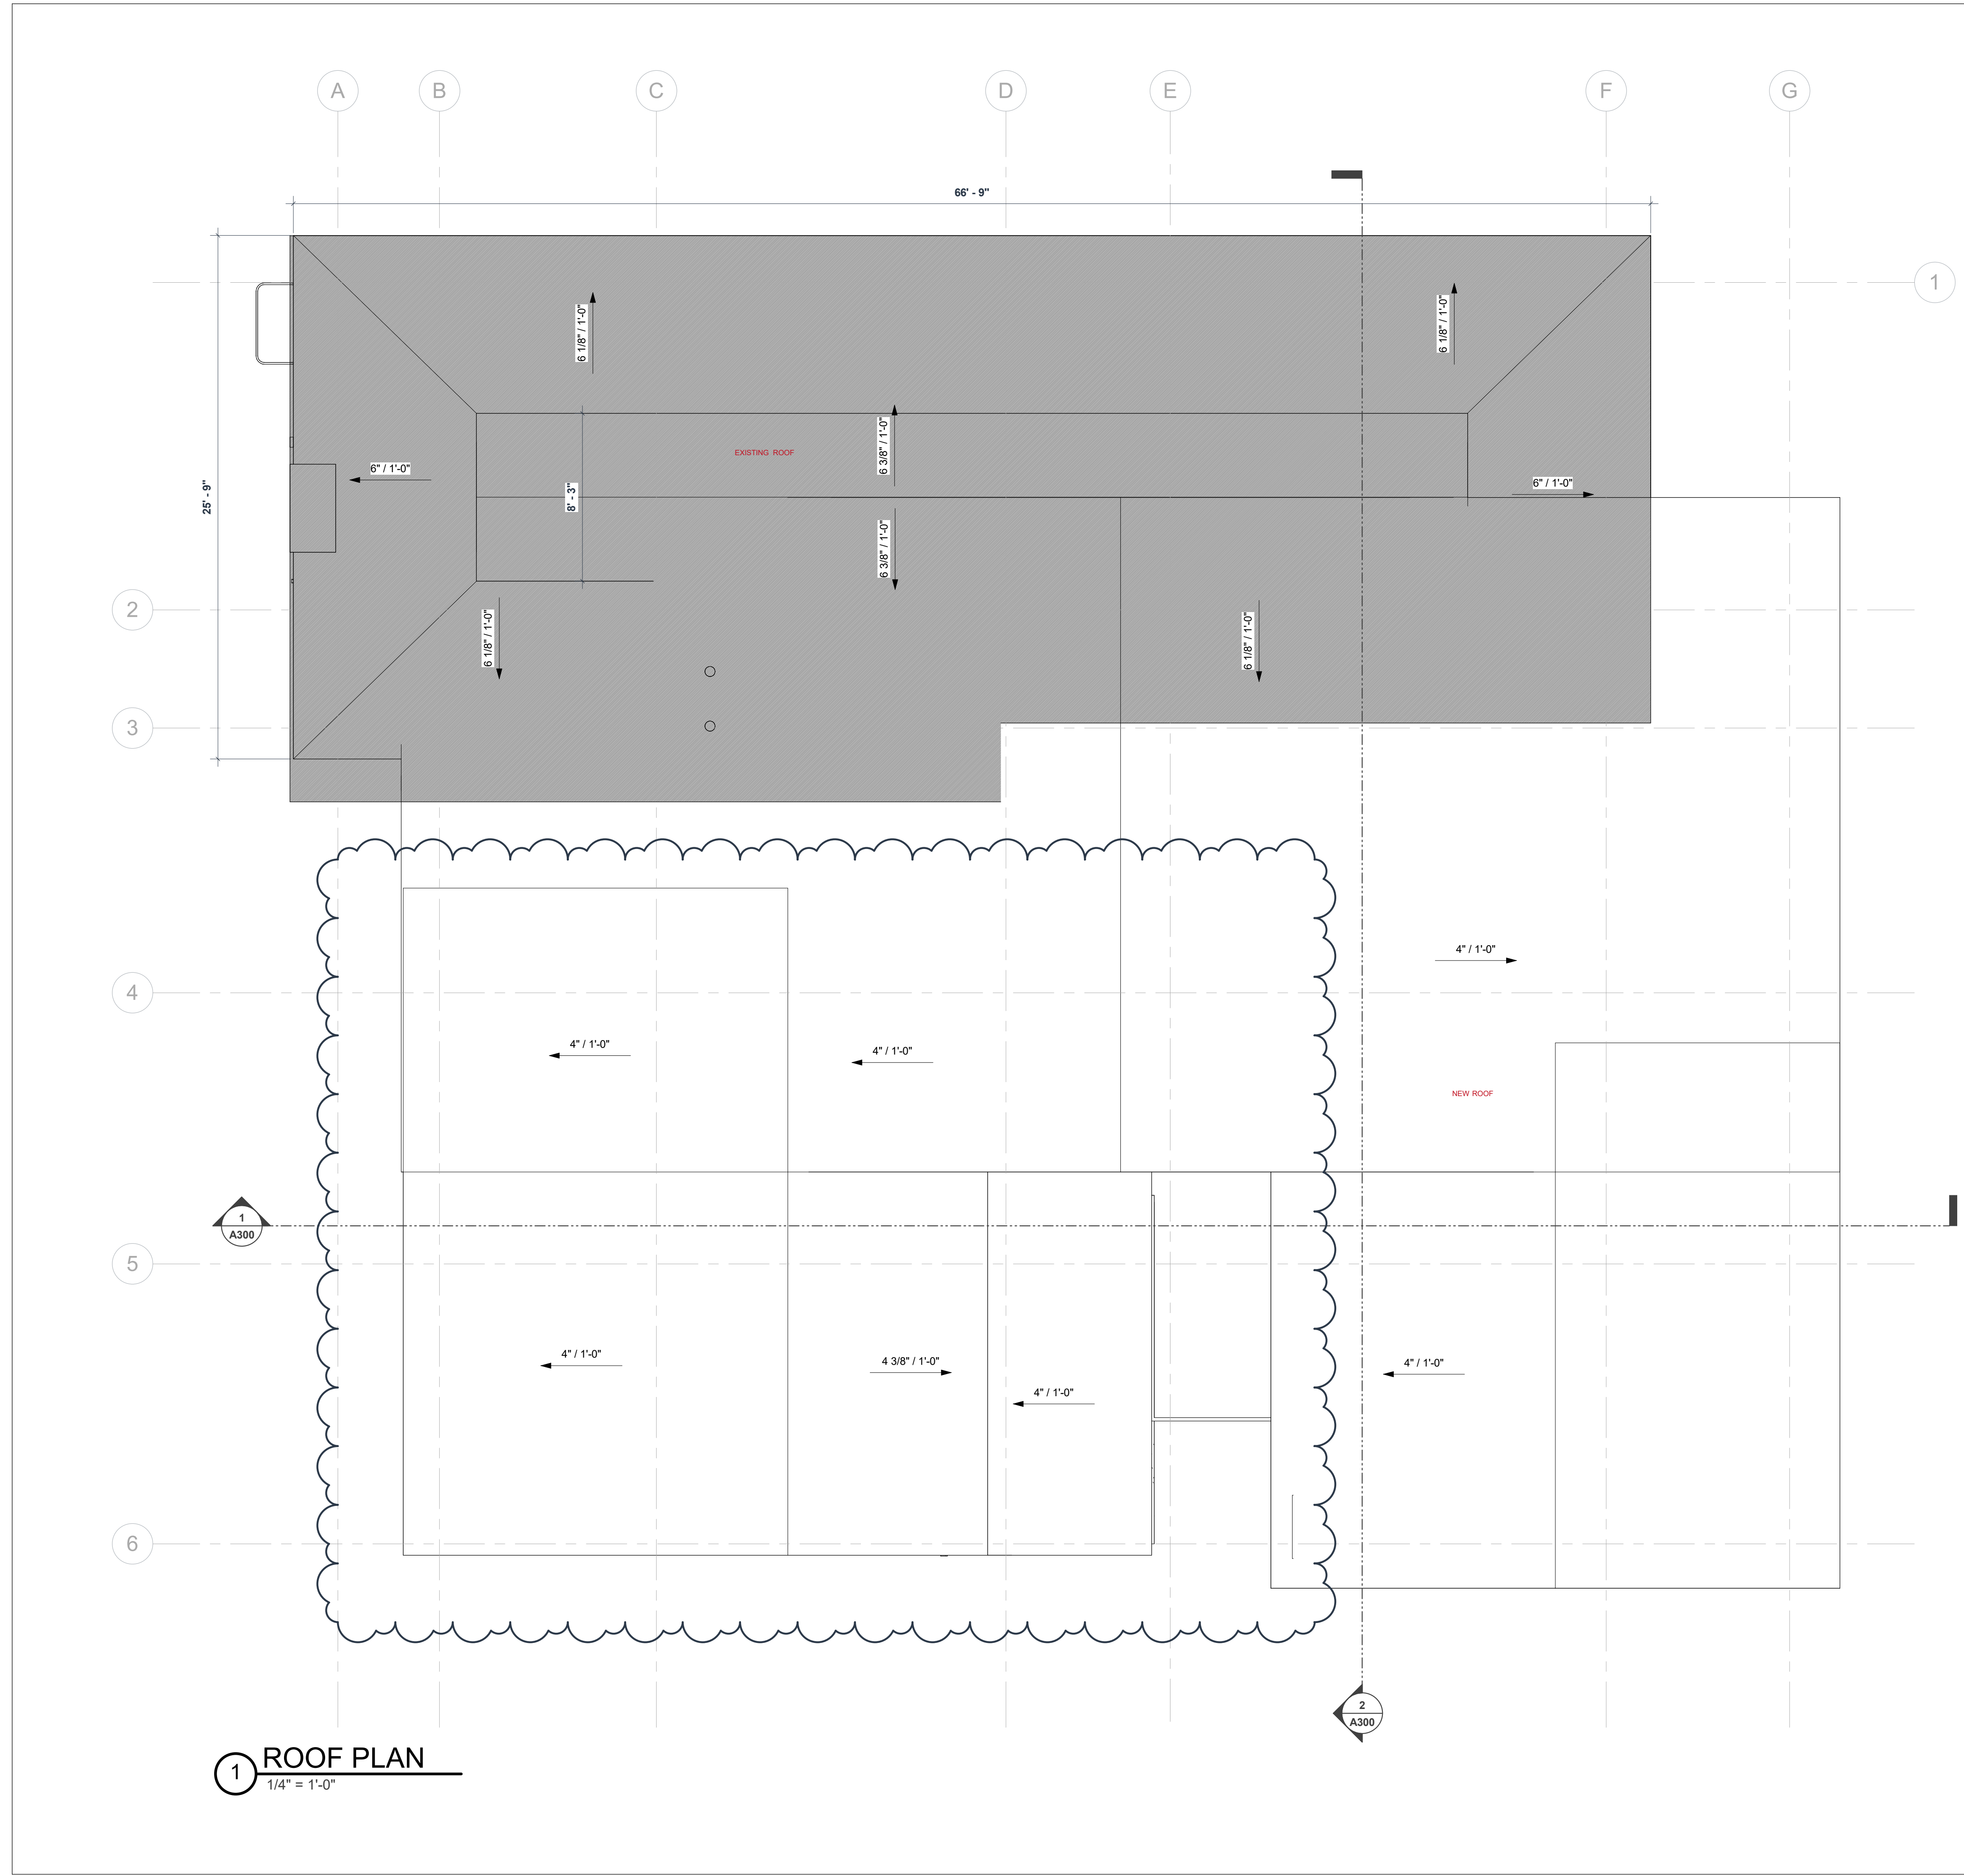 A
B
C
D
E
F
G
66' - 9"
1
6 1/8" / 1'-0"
6 1/8" / 1'-0"
6 3/8" / 1'-0"
EXISTING ROOF
6" / 1'-0"
6" / 1'-0"
25' - 9"
8' - 3"
6 3/8" / 1'-0"
2
6 1/8" / 1'-0"
6 1/8" / 1'-0"
3
4" / 1'-0"
4
4" / 1'-0"
4" / 1'-0"
NEW ROOF
1
A300
5
4" / 1'-0"
4 3/8" / 1'-0"
4" / 1'-0"
4" / 1'-0"
6
2
A300
1
ROOF PLAN
1/4" = 1'-0"